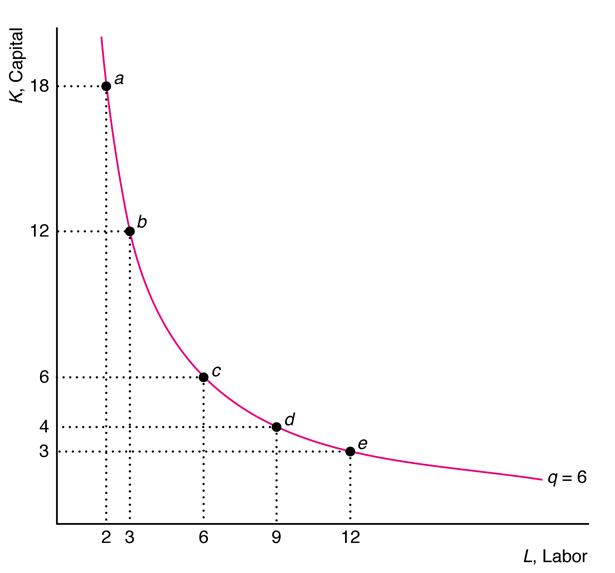 K, Capital
18
a
12
b
6
c
4
d
3
e
q = 6
2 3 6 9 12
L, Labor